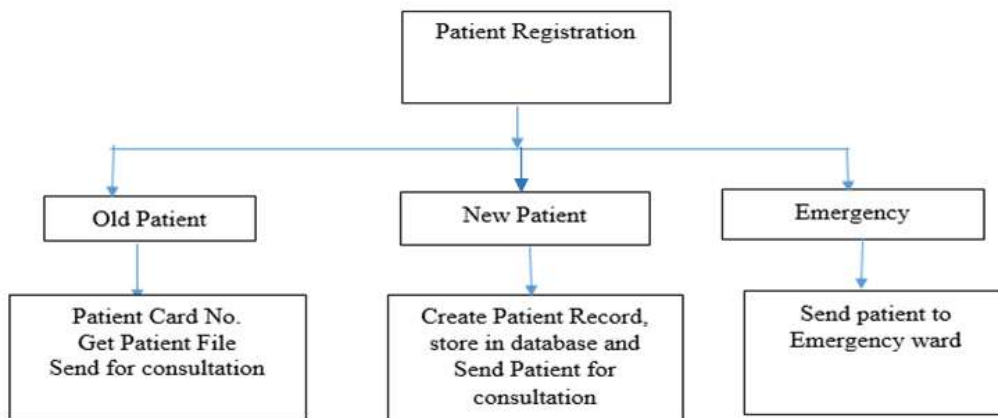 Patient Registration
Old Patient
New Patient
Emergency
Patient Card No.
Get Patient File
Send for consultation
Create Patient Record,
store in database and
Send Patient for
consultation
Send patient to
Emergency ward